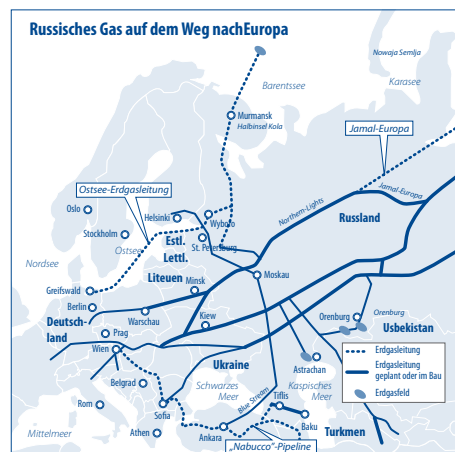 Russisches Gas auf dem Weg nachEuropa
Nowaja Semlja
Barentssee
Karasee
Murmansk
Halbinsel Kola
Jamal-Europa
Ostsee-Erdgasleitung
Jamal-Europa
Northern-Lights
Oslo
Helsinki
Wyborg
Russland
Stockholm
Estl.
St. Petersburg
Ostsee
Lettl.
Nordsee
Liteuen
Moskau
Greifswald
Minsk
Berlin
Warschau
Kiew
Orenburg
Orenburg
Deutsch-
land
Prag
Usbekistan
Wien
Ukraine
Astrachan
Belgrad
Schwarzes
Meer
Kaspisches
Meer
Blue Stream
Tiflis
Rom
Sofia
Baku
Mittelmeer
Athen
Ankara
„Nabucco“-Pipeline
Turkmen
Erdgasleitung
Erdgasleitung
geplant oder im Bau
Erdgasfeld